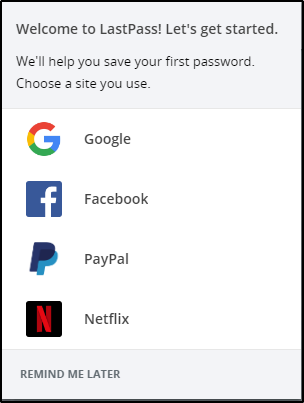 Welcome to LastPass! Let's get started.
We'll help you save your first password.
Choose a site you use.
Google
Facebook
PayPal
Netflix
REMIND ME LATER